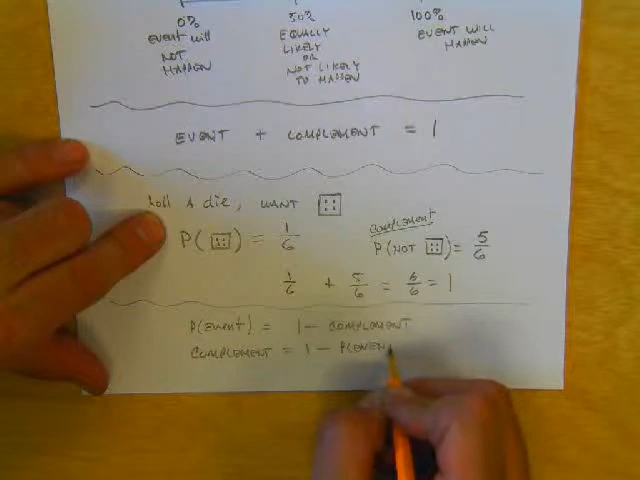 0% 50% 100%
EVENT WILL NOT HAPPEN
EQUALLY LIKELY OR NOT LIKELY TO HAPPEN
EVENT WILL HAPPEN
EVENT + COMPLEMENT = 1
Roll A die, WANT
P( ) = 1/6
COMPLEMENT
P(NOT ) = 5/6
1/6 + 5/6 = 6/6 = 1
P(EVENT) = 1 - COMPLEMENT
COMPLEMENT = 1 - P(EVEN